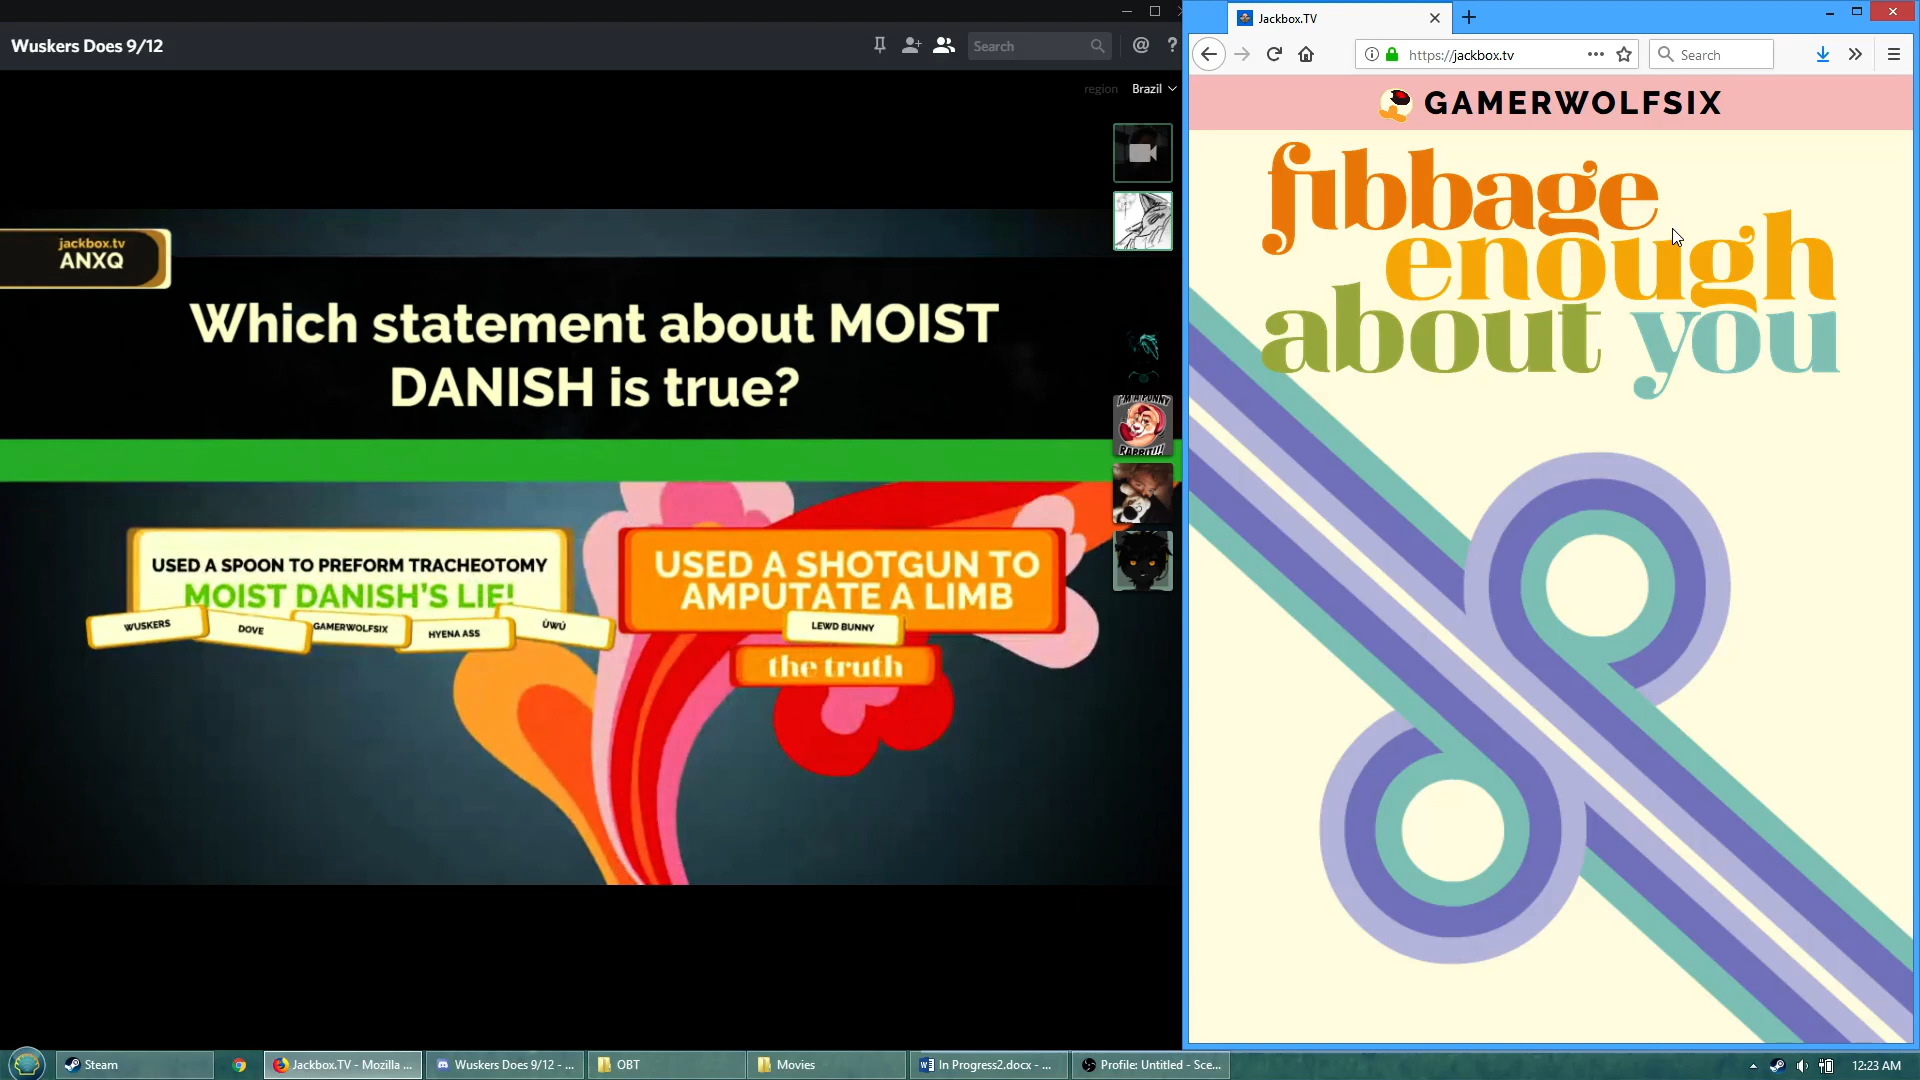 Wuskers Does 9/12
Search
@
?
region Brazil
jackbox.tv
ANXQ
Which statement about MOIST
DANISH is true?
USED A SPOON TO PREFORM TRACHEOTOMY
MOIST DANISH'S LIE!
WUSKERS
DOVE
GAMERWOLFSIX
HYENA ASS
ÚWÚ
USED A SHOTGUN TO
AMPUTATE A LIMB
LEWD BUNNY
the truth
I'M A FUNNY
RABBIT!!!
Jackbox.TV
https://jackbox.tv
Search
GAMERWOLFSIX
fibbage
enough
about you
Steam
Jackbox.TV - Mozilla ...
Wuskers Does 9/12 - ...
OBT
Movies
In Progress2.docx - ...
Profile: Untitled - Sce...
12:23 AM